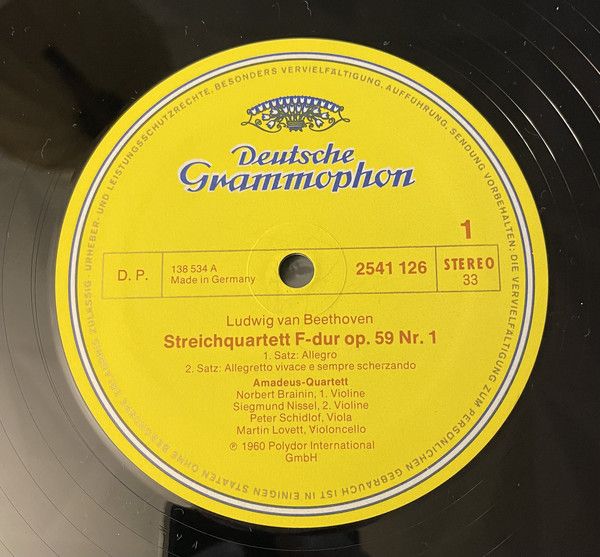 URHEBER- UND LEISTUNGSSCHUTZRECHTE, BESONDERS VERVIELFÄLTIGUNG, AUFFÜHRUNG, SENDUNG VORBEHALTEN; DIE VERVIELFÄLTIGUNG ZUM PERSÖNLICHEN GEBRAUCH IST IN EINIGEN STAATEN OHNE
ZULÄSSIG
Deutsche
Grammophon
1
D. P.
138 534 A
Made in Germany
2541 126
STEREO
33
Ludwig van Beethoven
Streichquartett F-dur op. 59 Nr. 1
1. Satz: Allegro
2. Satz: Allegretto vivace e sempre scherzando
Amadeus-Quartett
Norbert Brainin, 1. Violine
Siegmund Nissel, 2. Violine
Peter Schidlof, Viola
Martin Lovett, Violoncello
℗ 1960 Polydor International
GmbH